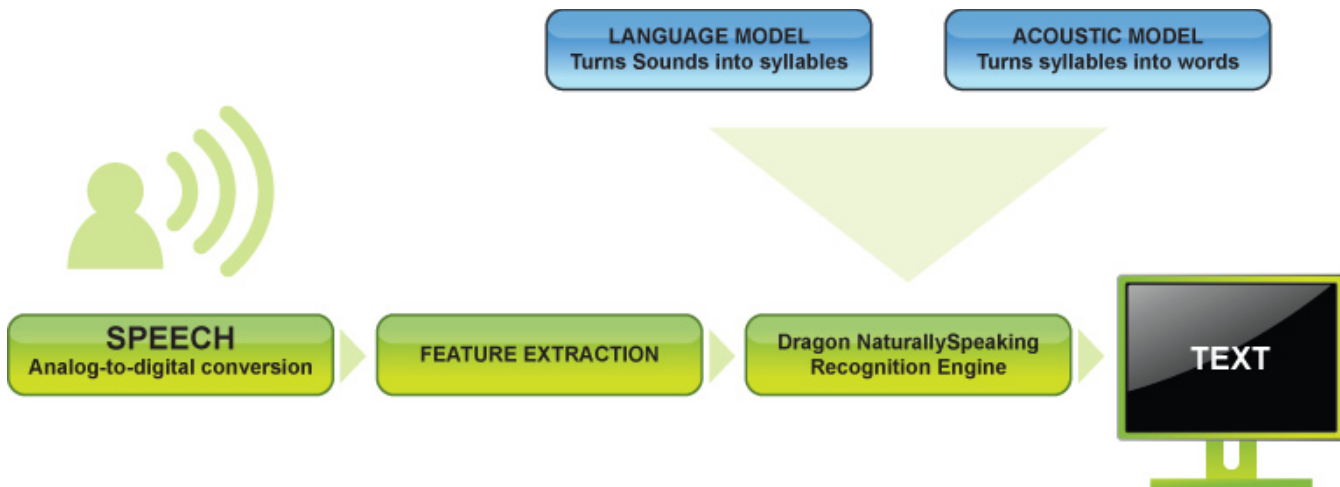 LANGUAGE MODEL
Turns Sounds into syllables
ACOUSTIC MODEL
Turns syllables into words
SPEECH
Analog-to-digital conversion
FEATURE EXTRACTION
Dragon NaturallySpeaking
Recognition Engine
TEXT